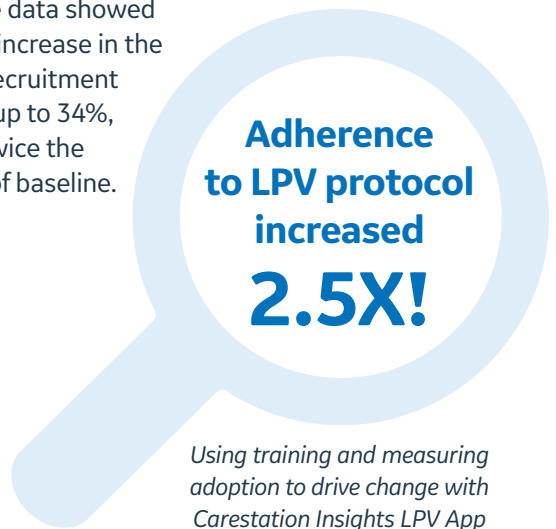 e data showed
increase in the
ecruitment
up to 34%,
vice the
of baseline.
Adherence
to LPV protocol
increased
2.5X!
Using training and measuring
adoption to drive change with
Carestation Insights LPV App